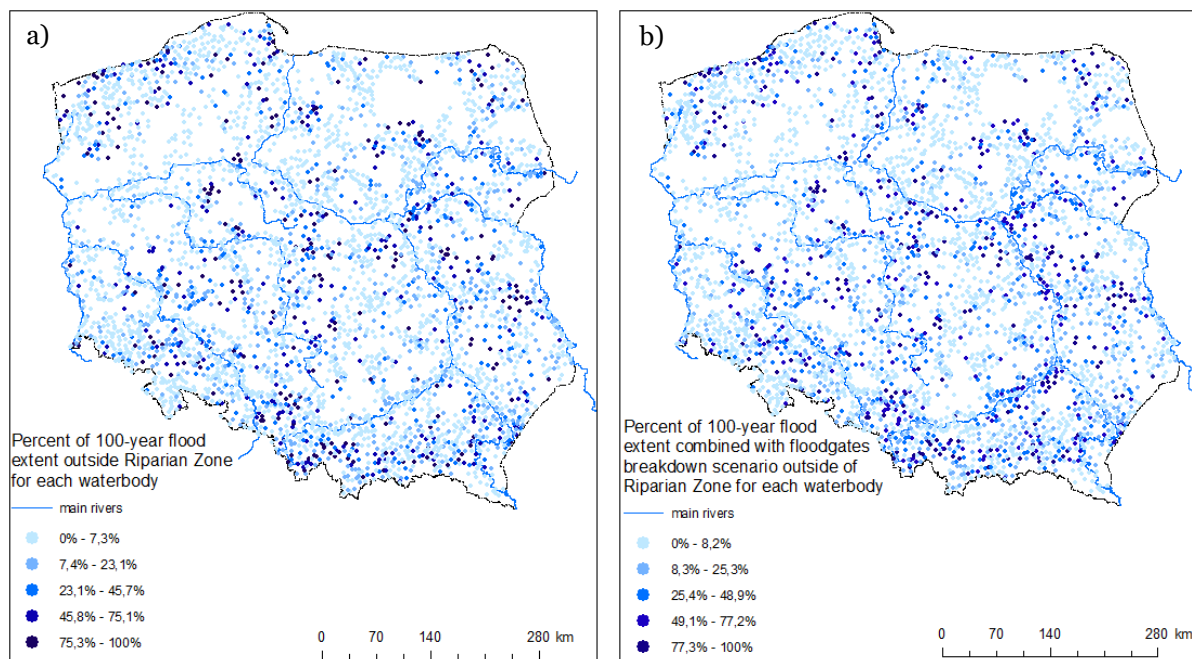 a)
Percent of 100-year flood
extent outside Riparian Zone
for each waterbody
main rivers
0% - 7,3%
7,4% - 23,1%
23,1% - 45,7%
45,8% - 75,1%
75,3% - 100%
0 70 140 280 km
b)
Percent of 100-year flood
extent combined with floodgates
breakdown scenario outside of
Riparian Zone for each waterbody
main rivers
0% - 8,2%
8,3% - 25,3%
25,4% - 48,9%
49,1% - 77,2%
77,3% - 100%
0 70 140 280 km